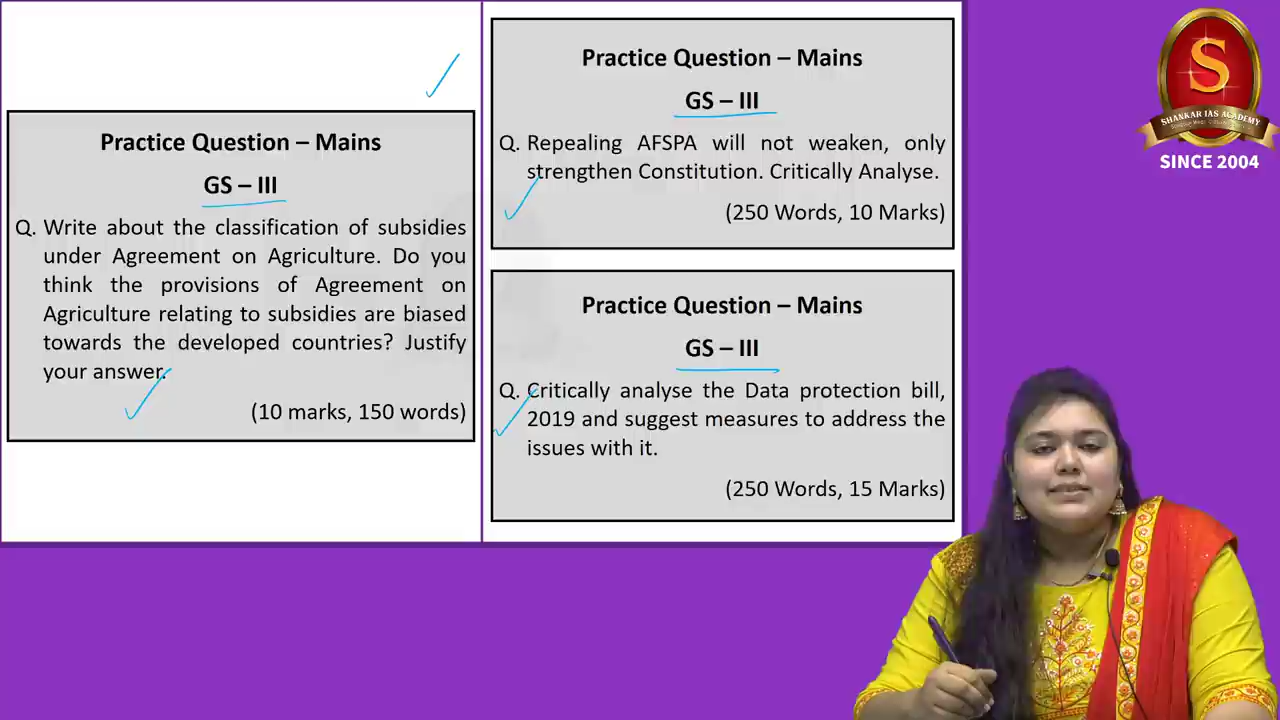 Practice Question – Mains
GS – III
Q. Write about the classification of subsidies
under Agreement on Agriculture. Do you
think the provisions of Agreement on
Agriculture relating to subsidies are biased
towards the developed countries? Justify
your answer.
(10 marks, 150 words)
Practice Question – Mains
GS – III
Q. Repealing AFSPA will not weaken, only
strengthen Constitution. Critically Analyse.
(250 Words, 10 Marks)
Practice Question – Mains
GS – III
Q. Critically analyse the Data protection bill,
2019 and suggest measures to address the
issues with it.
(250 Words, 15 Marks)
S
SHANKAR IAS ACADEMY
SINCE 2004